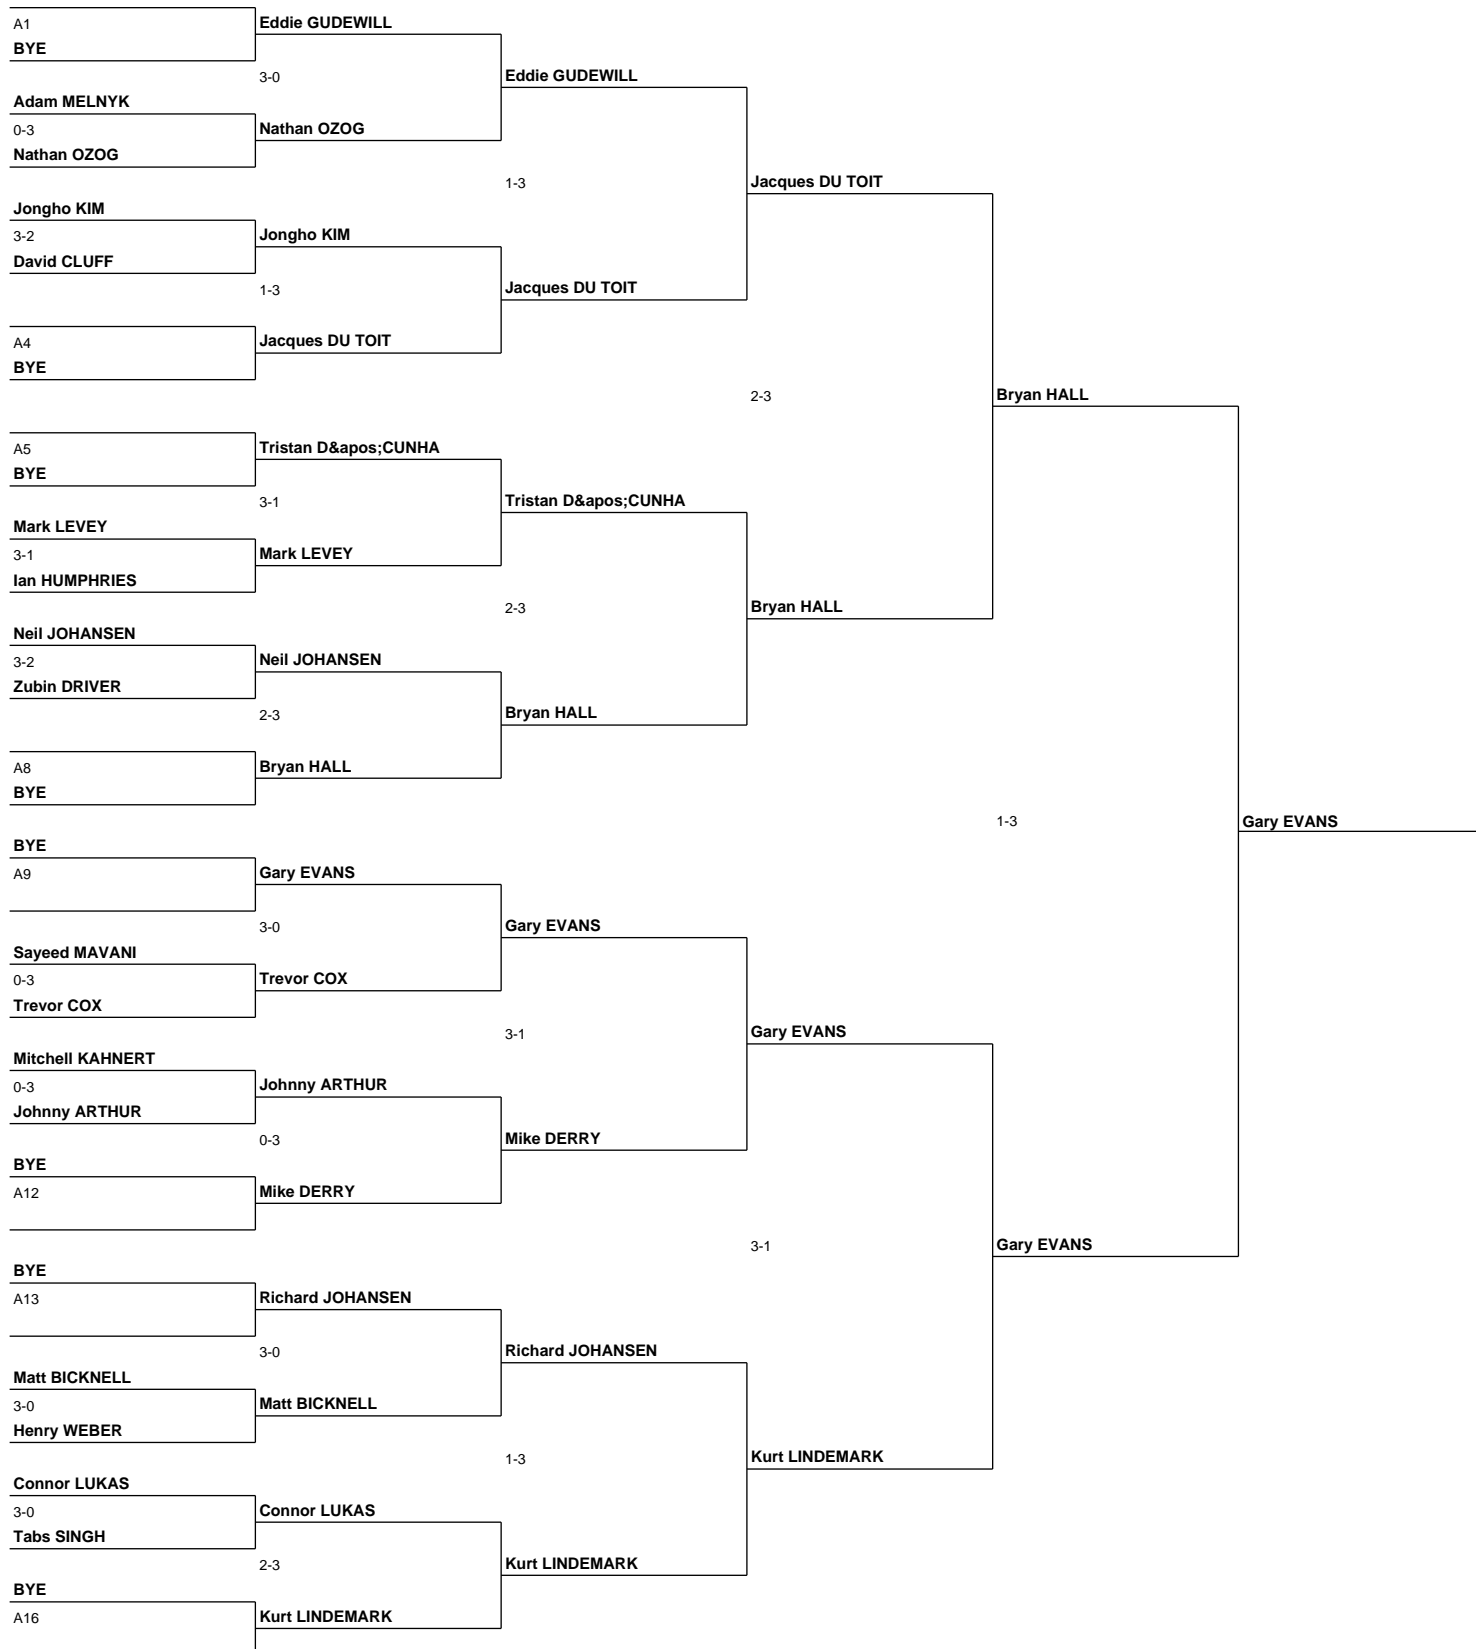 A1
BYE
Eddie GUDEWILL
3-0
Eddie GUDEWILL
Adam MELNYK
0-3
Nathan OZOG
Nathan OZOG
1-3
Jacques DU TOIT
Jongho KIM
3-2
David CLUFF
Jongho KIM
1-3
Jacques DU TOIT
A4
BYE
Jacques DU TOIT
2-3
Bryan HALL
A5
BYE
Tristan D&apos;CUNHA
3-1
Tristan D&apos;CUNHA
Mark LEVEY
3-1
Ian HUMPHRIES
Mark LEVEY
2-3
Bryan HALL
Neil JOHANSEN
3-2
Zubin DRIVER
Neil JOHANSEN
2-3
Bryan HALL
A8
BYE
Bryan HALL
1-3
Gary EVANS
BYE
A9
Gary EVANS
3-0
Gary EVANS
Sayeed MAVANI
0-3
Trevor COX
Trevor COX
3-1
Gary EVANS
Mitchell KAHNERT
0-3
Johnny ARTHUR
Johnny ARTHUR
0-3
Mike DERRY
BYE
A12
Mike DERRY
3-1
Gary EVANS
BYE
A13
Richard JOHANSEN
3-0
Richard JOHANSEN
Matt BICKNELL
3-0
Henry WEBER
Matt BICKNELL
1-3
Kurt LINDEMARK
Connor LUKAS
3-0
Tabs SINGH
Connor LUKAS
2-3
Kurt LINDEMARK
BYE
A16
Kurt LINDEMARK